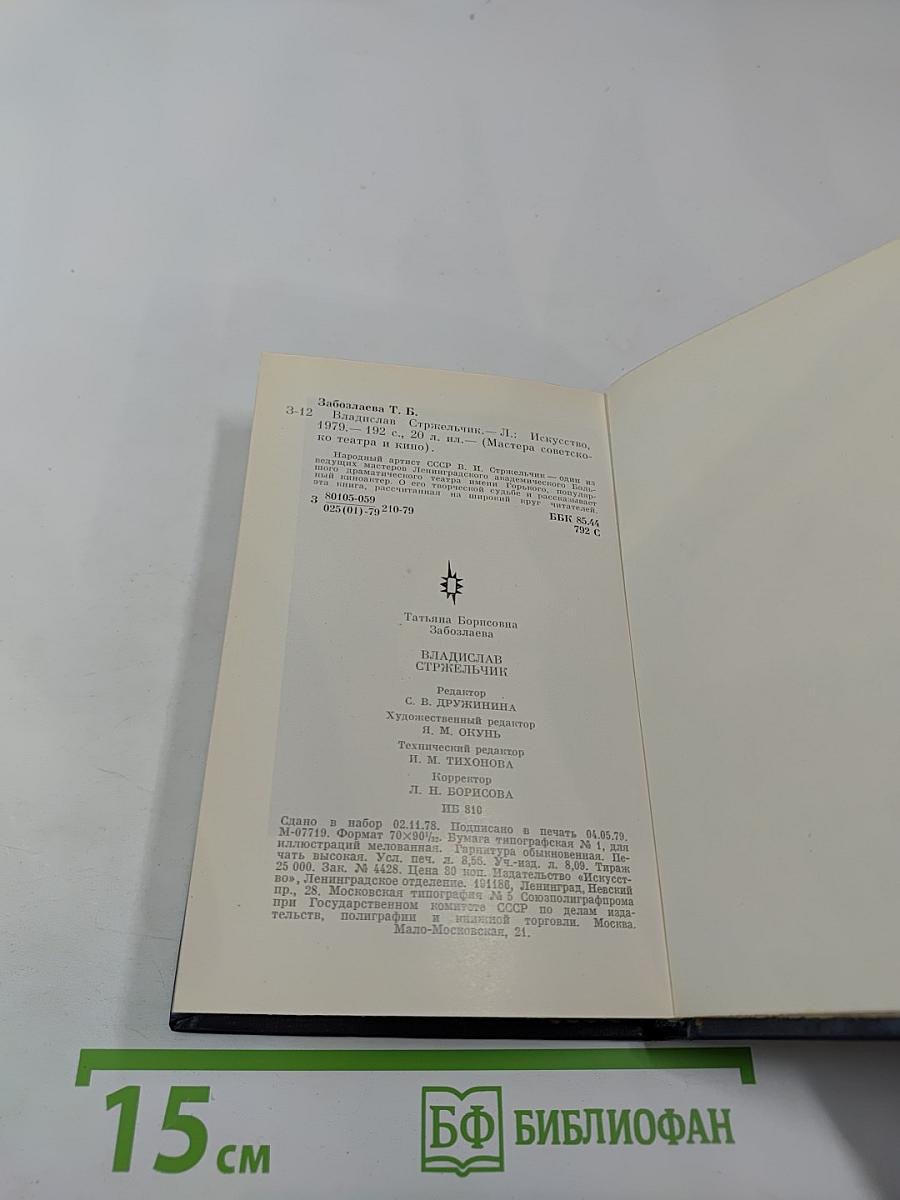 Забозлаева Т. Б.
З-12 Владислав Стржельчик.— Л.: Искусство,
1979.— 192 с., 20 л. ил.— (Мастера советско-
ко театра и кино).
Народный артист СССР В. И. Стржельчик — один из
ведущих мастеров Ленинградского академического Боль-
шого драматического театра имени Горького, популяр-
ный киноактер. О его творческой судьбе и рассказывает
эта книга, рассчитанная на широкий круг читателей.
З 80105-059
025(01)-79 210-79
ББК 85.44
792 С
Татьяна Борисовна
Забозлаева
ВЛАДИСЛАВ
СТРЖЕЛЬЧИК
Редактор
С. В. ДРУЖИНИНА
Художественный редактор
Я. М. ОКУНЬ
Технический редактор
И. М. ТИХОНОВА
Корректор
Л. Н. БОРИСОВА
ИБ 810
Сдано в набор 02.11.78. Подписано в печать 04.05.79.
М-07719. Формат 70×90¹/₃₂. Бумага типографская № 1, для
иллюстраций мелованная. Гарнитура обыкновенная. Пе-
чать высокая. Усл. печ. л. 8,56. Уч.-изд. л. 8,09. Тираж
25 000. Зак. № 4428. Цена 80 коп. Издательство «Искусст-
во», Ленинградское отделение. 191186, Ленинград, Невский
пр., 28. Московская типография № 5 Союзполиграфпрома
при Государственном комитете СССР по делам изда-
тельств, полиграфии и книжной торговли. Москва.
Мало-Московская, 21.
15 см
БФ БИБЛИОФАН